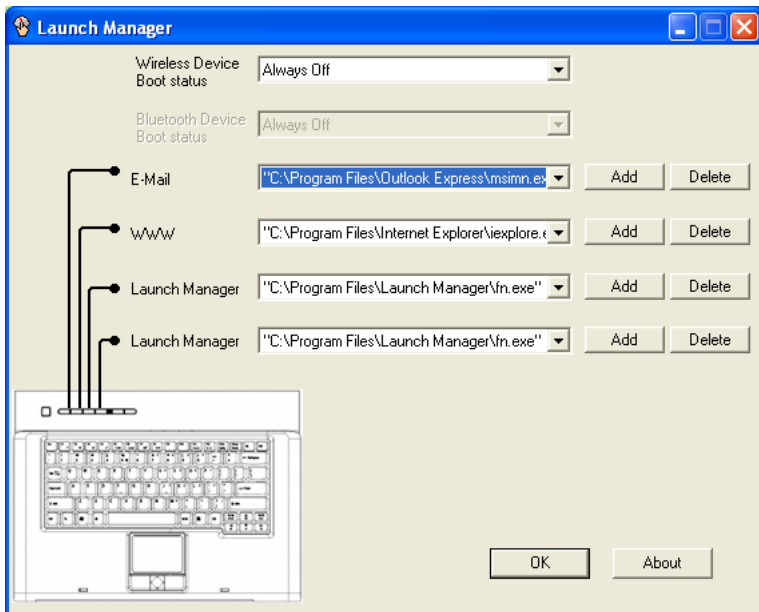 Launch Manager
Wireless Device
Boot status
Always Off
Bluetooth Device
Boot status
Always Off
E-Mail
"C:\Program Files\Outlook Express\msimn.ex
Add
Delete
WWW
"C:\Program Files\Internet Explorer\iexplore.e
Add
Delete
Launch Manager
"C:\Program Files\Launch Manager\fn.exe"
Add
Delete
Launch Manager
"C:\Program Files\Launch Manager\fn.exe"
Add
Delete
OK
About